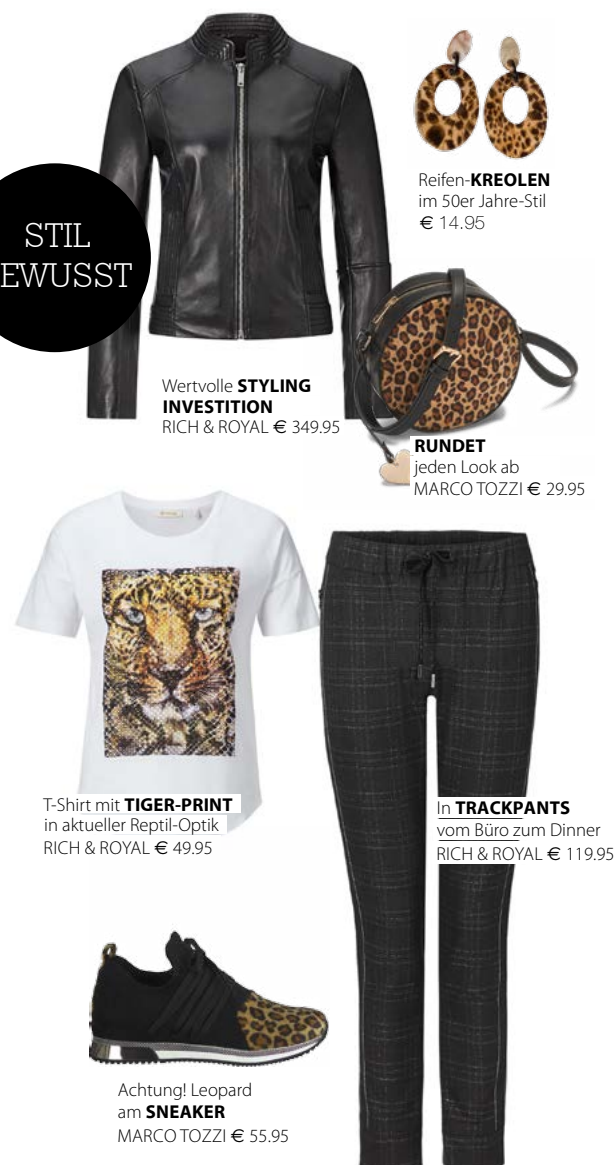 Reifen-KREOLEN
im 50er Jahre-Stil
€ 14.95
STIL
EWUSST
Wertvolle STYLING
INVESTITION
RICH & ROYAL € 349.95
RUNDET
jeden Look ab
MARCO TOZZI € 29.95
T-Shirt mit TIGER-PRINT
in aktueller Reptil-Optik
RICH & ROYAL € 49.95
In TRACKPANTS
vom Büro zum Dinner
RICH & ROYAL € 119.95
Achtung! Leopard
am SNEAKER
MARCO TOZZI € 55.95